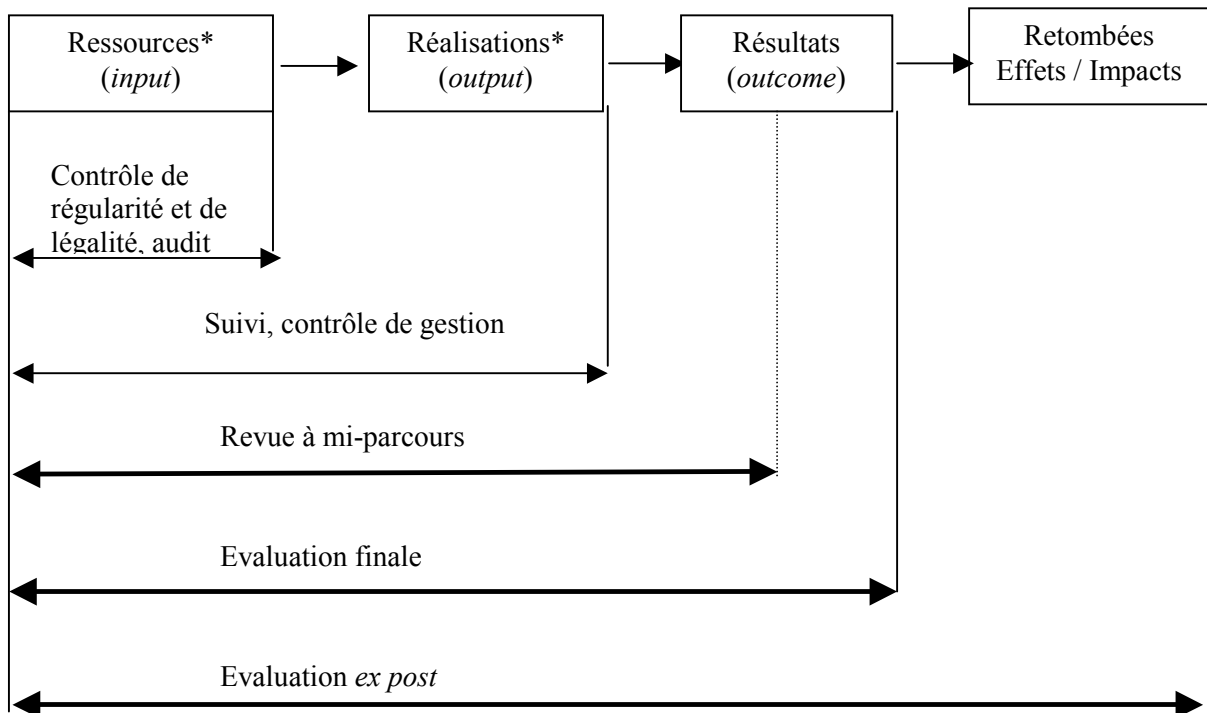 Ressources*
(input)
Réalisations*
(output)
Résultats
(outcome)
Retombées
Effets / Impacts
Contrôle de
régularité et de
légalité, audit
Suivi, contrôle de gestion
Revue à mi-parcours
Evaluation finale
Evaluation ex post